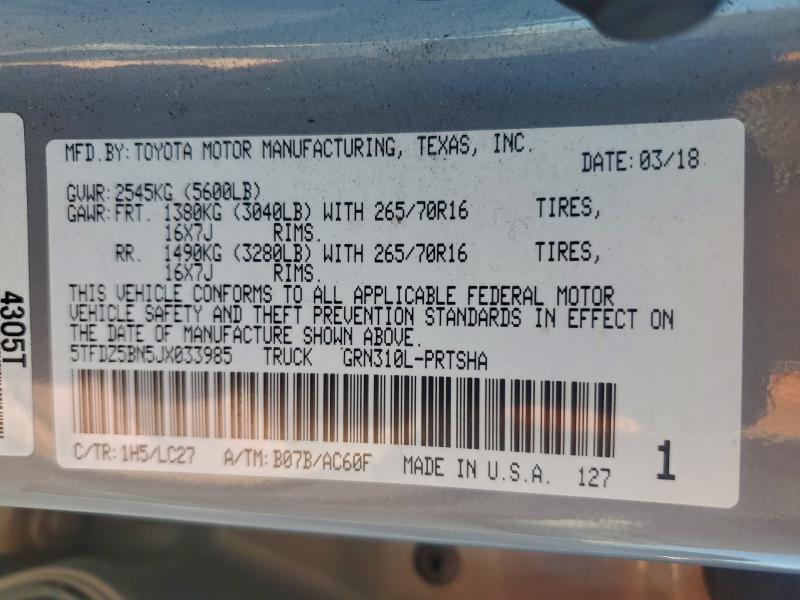 MFD.BY: TOYOTA MOTOR MANUFACTURING, TEXAS, INC.
DATE: 03/18
GVWR: 2545KG (5600LB)
GAWR: FRT. 1380KG (3040LB) WITH 265/70R16 TIRES,
16X7J RIMS.
RR. 1490KG (3280LB) WITH 265/70R16 TIRES,
16X7J RIMS.
THIS VEHICLE CONFORMS TO ALL APPLICABLE FEDERAL MOTOR
VEHICLE SAFETY AND THEFT PREVENTION STANDARDS IN EFFECT ON
THE DATE OF MANUFACTURE SHOWN ABOVE.
5TFDZ5BN5JX033985 TRUCK GRN310L-PRTSHA
C/TR: 1H5/LC27 A/TM: B07B/AC60F MADE IN U.S.A. 127 1
4305T